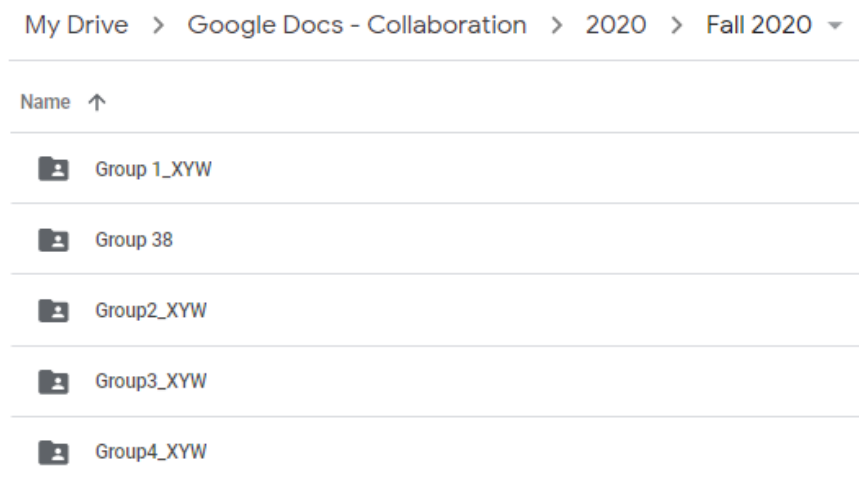 My Drive > Google Docs - Collaboration > 2020 > Fall 2020
Name ↑
Group 1_XYW
Group 38
Group2_XYW
Group3_XYW
Group4_XYW